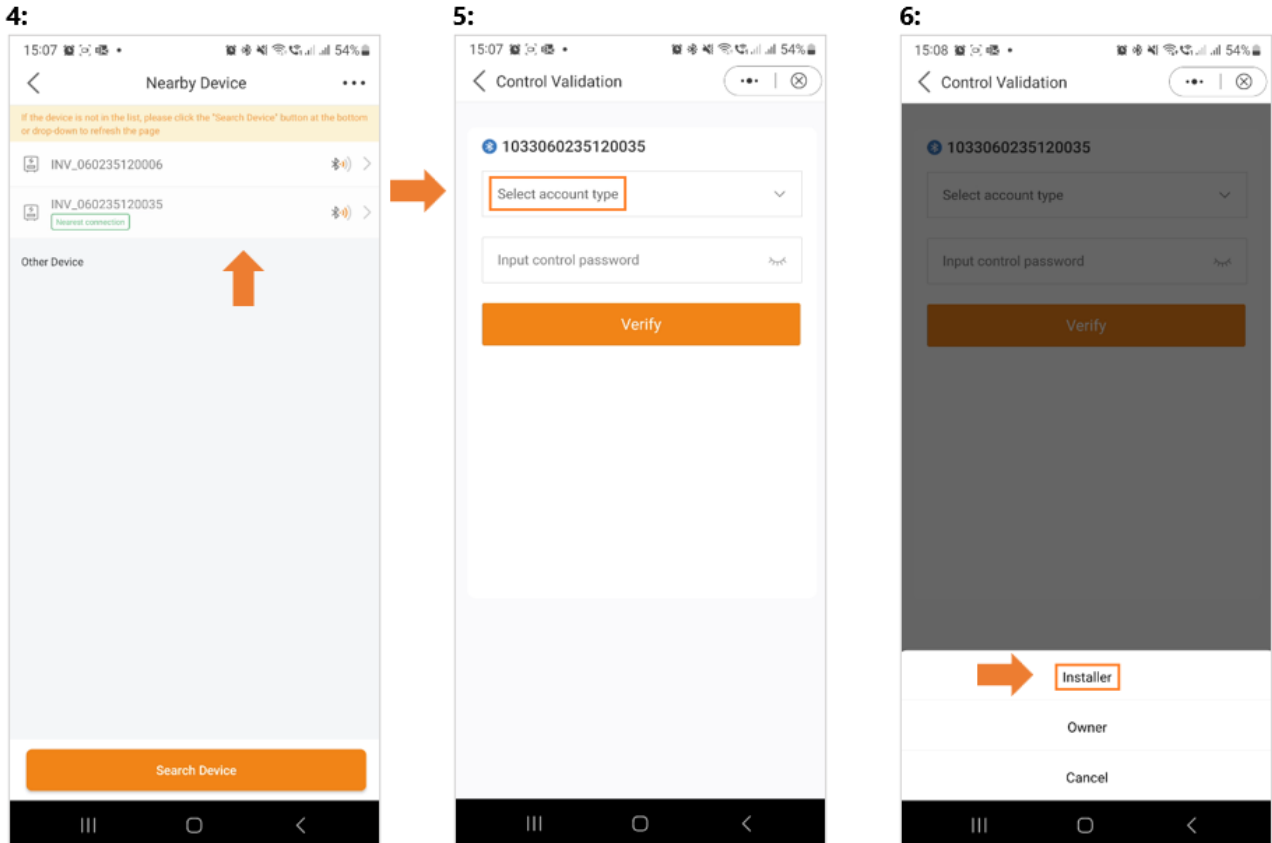 4:
15:07 54%
Nearby Device
If the device is not in the list, please click the "Search Device" button at the bottom
or drop-down to refresh the page
INV_060235120006
INV_060235120035
Nearest connection
Other Device
Search Device
5:
15:07 54%
Control Validation
1033060235120035
Select account type
Input control password
Verify
6:
15:08 54%
Control Validation
1033060235120035
Select account type
Input control password
Verify
Installer
Owner
Cancel